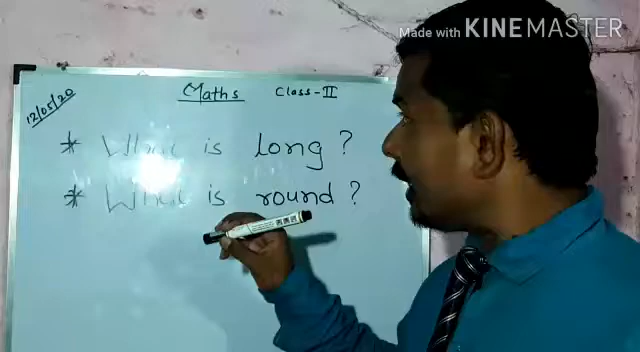 Made with KINEMASTER
12/05/20
Maths Class-II
* What is long?
* What is round?